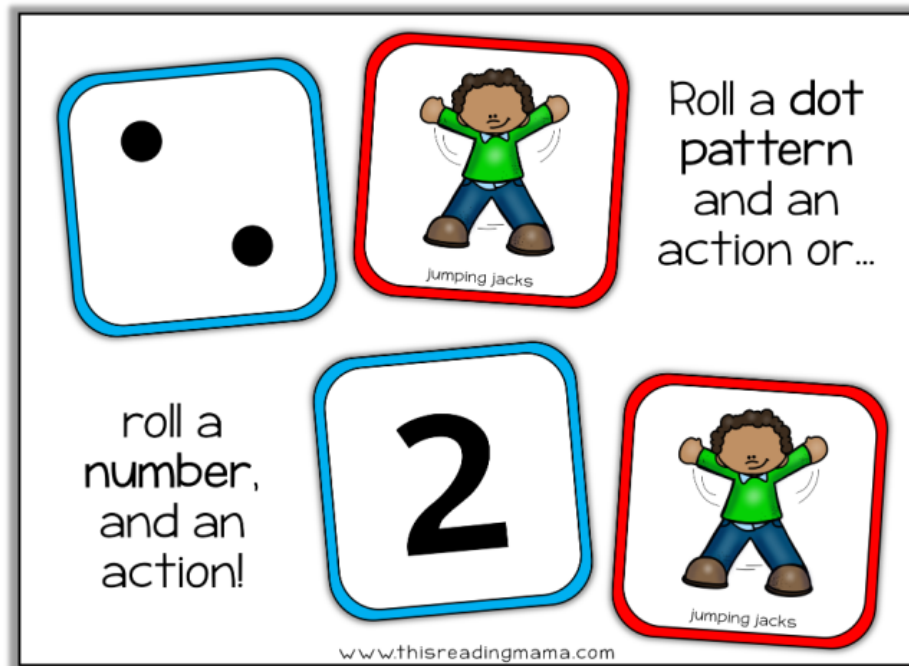 Roll a dot
pattern
and an
action or...
jumping jacks
roll a
number,
and an
action!
2
jumping jacks
www.thisreadingmama.com